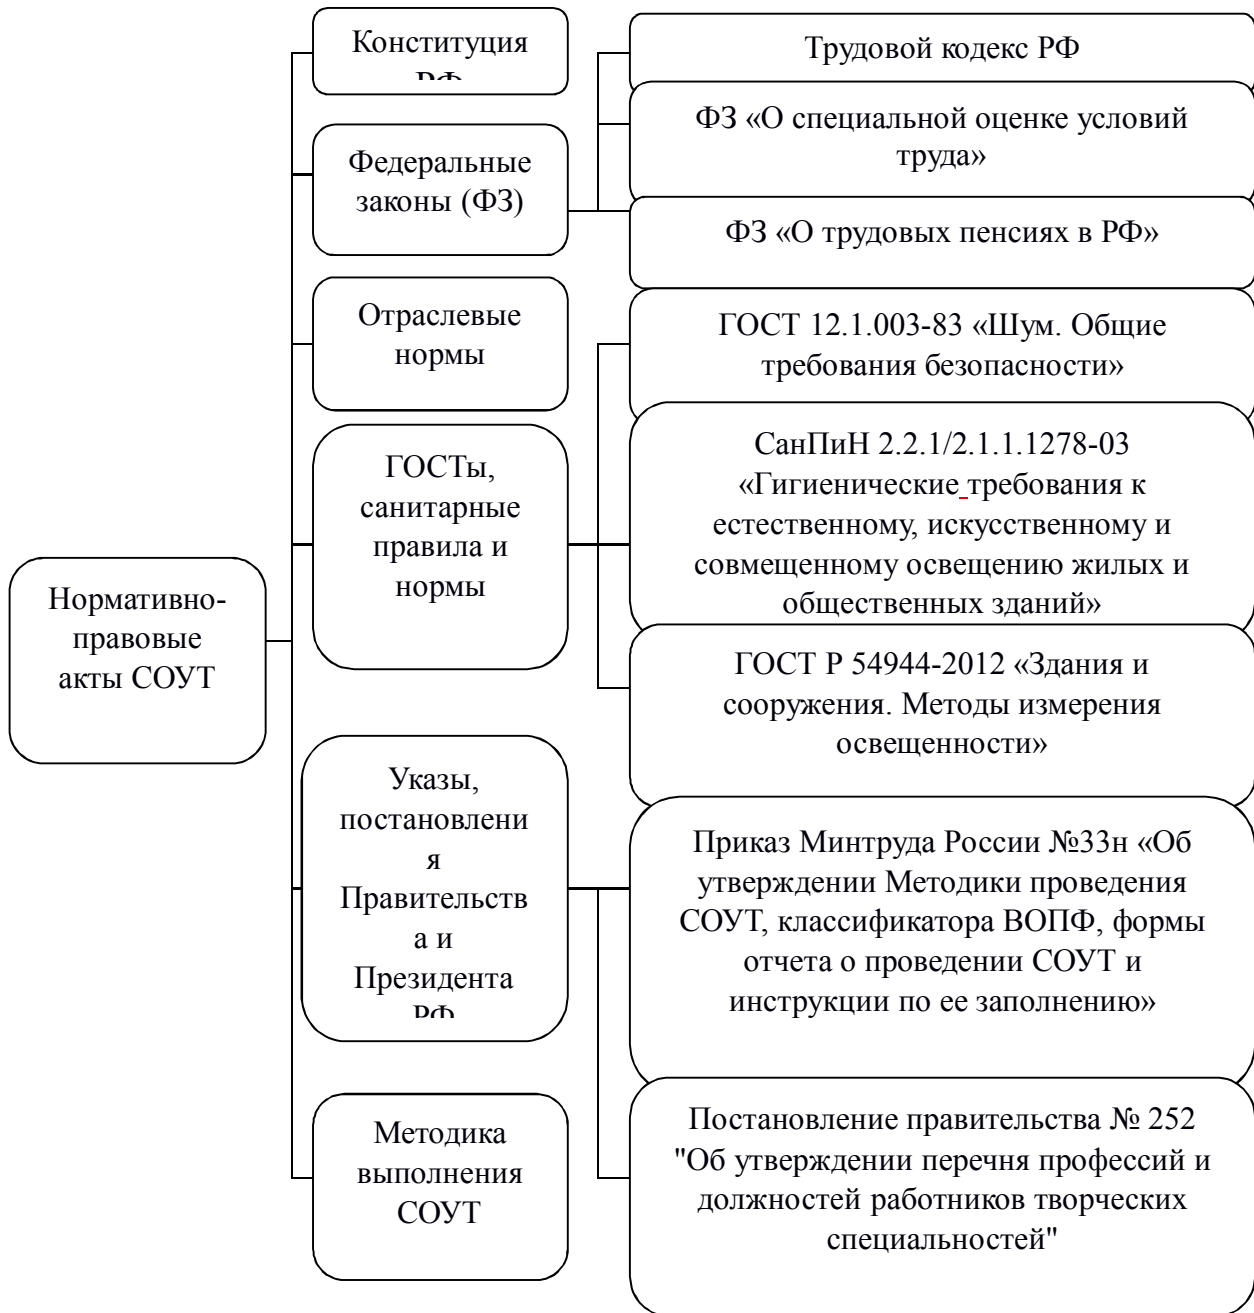 Нормативно-
правовые
акты СОУТ
Конституция
РФ
Федеральные
законы (ФЗ)
Трудовой кодекс РФ
ФЗ «О специальной оценке условий
труда»
ФЗ «О трудовых пенсиях в РФ»
Отраслевые
нормы
ГОСТы,
санитарные
правила и
нормы
ГОСТ 12.1.003-83 «Шум. Общие
требования безопасности»
СанПиН 2.2.1/2.1.1.1278-03
«Гигиенические требования к
естественному, искусственному и
совмещенному освещению жилых и
общественных зданий»
ГОСТ Р 54944-2012 «Здания и
сооружения. Методы измерения
освещенности»
Указы,
постановлени
я
Правительств
а и
Президента
РФ
Приказ Минтруда России №33н «Об
утверждении Методики проведения
СОУТ, классификатора ВОПФ, формы
отчета о проведении СОУТ и
инструкции по ее заполнению»
Постановление правительства № 252
"Об утверждении перечня профессий и
должностей работников творческих
специальностей"
Методика
выполнения
СОУТ